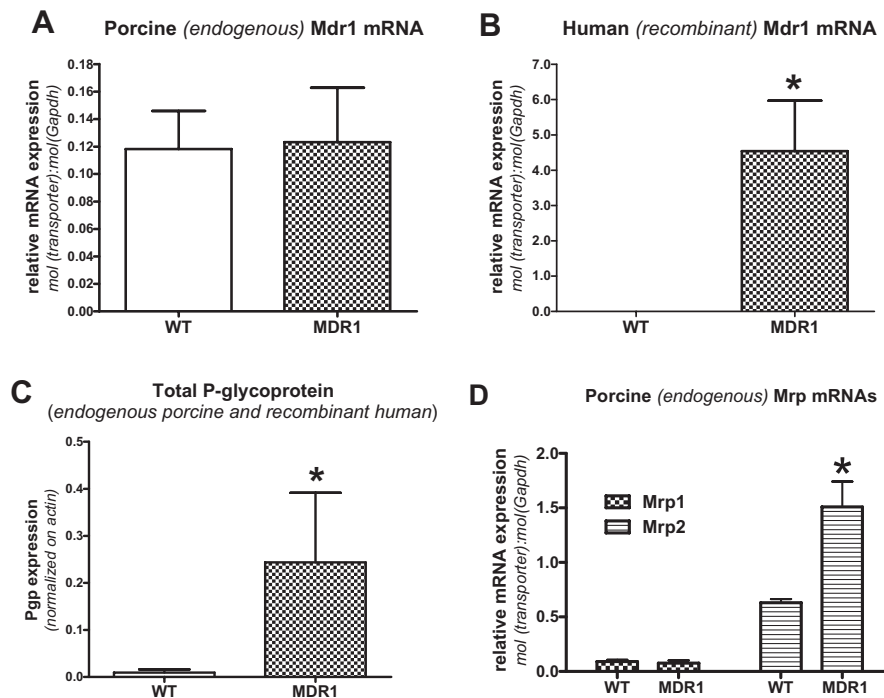 A
Porcine (endogenous) Mdr1 mRNA
relative mRNA expression
mol (transporter):mol(Gapdh)
0.18
0.16
0.14
0.12
0.10
0.08
0.06
0.04
0.02
0.00
WT MDR1
B
Human (recombinant) Mdr1 mRNA
relative mRNA expression
mol (transporter):mol(Gapdh)
7.0
6.0
5.0
4.0
3.0
2.0
1.0
0.0
*
WT MDR1
C
Total P-glycoprotein
(endogenous porcine and recombinant human)
Pgp expression
(normalized on actin)
0.5
0.4
0.3
0.2
0.1
0.0
*
WT MDR1
D
Porcine (endogenous) Mrp mRNAs
relative mRNA expression
mol (transporter):mol(Gapdh)
2.0
1.5
1.0
0.5
0.0
Mrp1
Mrp2
*
WT MDR1 WT MDR1